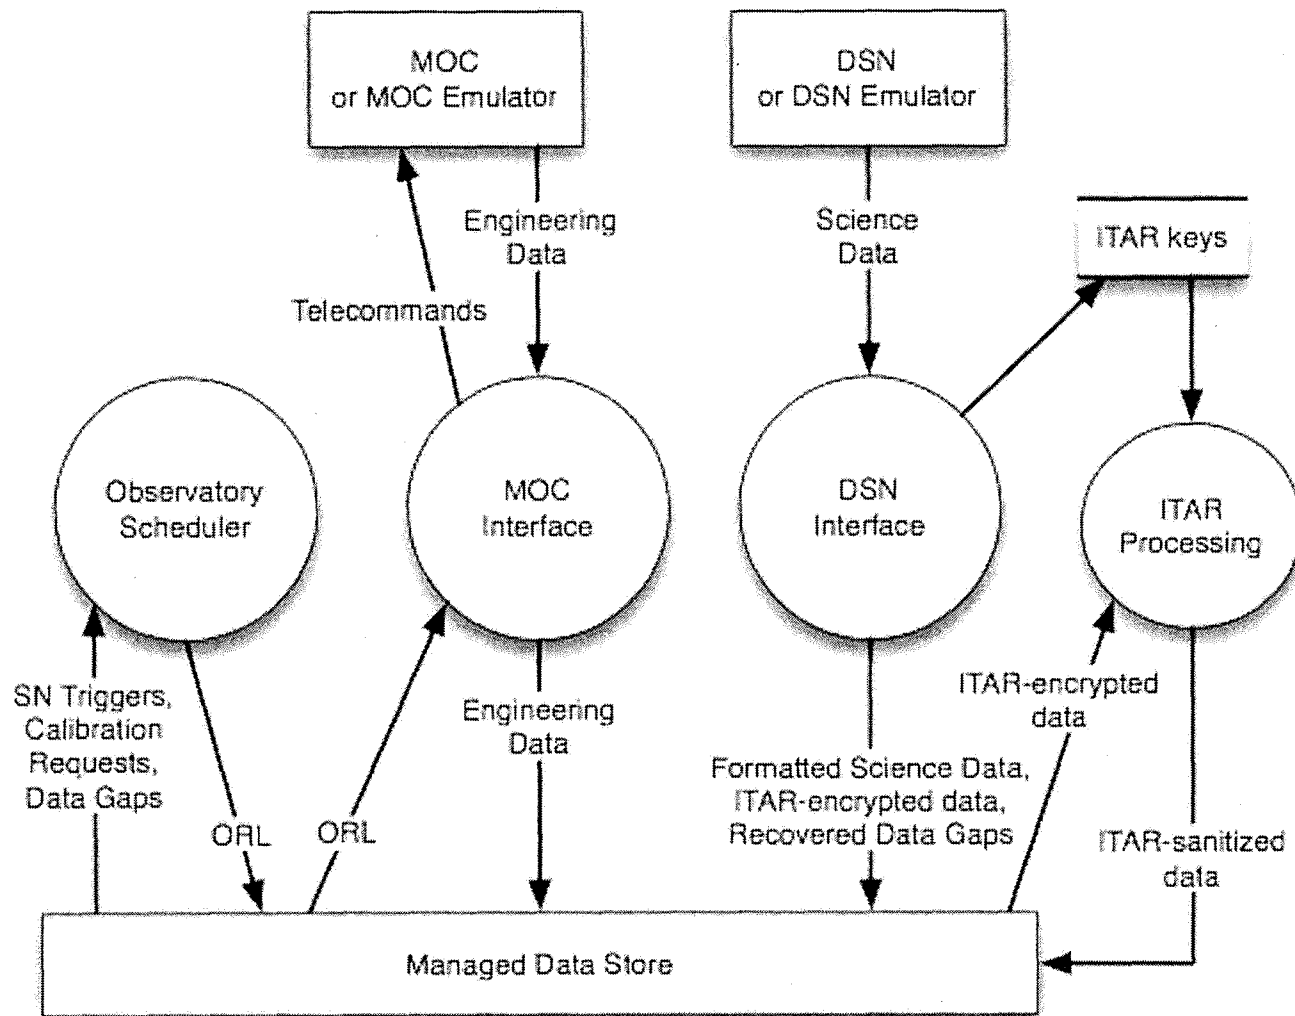 MOC
or MOC Emulator
DSN
or DSN Emulator
Engineering
Data
Science
Data
ITAR keys
Telecommands
Observatory
Scheduler
MOC
Interface
DSN
Interface
ITAR
Processing
SN Triggers,
Calibration
Requests,
Data Gaps
ORL
ORL
Engineering
Data
Formatted Science Data,
ITAR-encrypted data,
Recovered Data Gaps
ITAR-encrypted
data
ITAR-sanitized
data
Managed Data Store